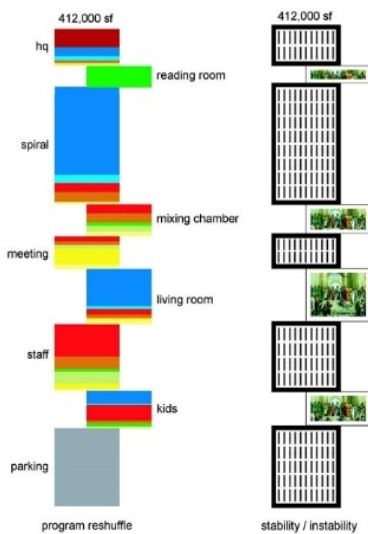 412,000 sf
412,000 sf
hq
reading room
spiral
mixing chamber
meeting
living room
staff
kids
parking
program reshuffle
stability / instability